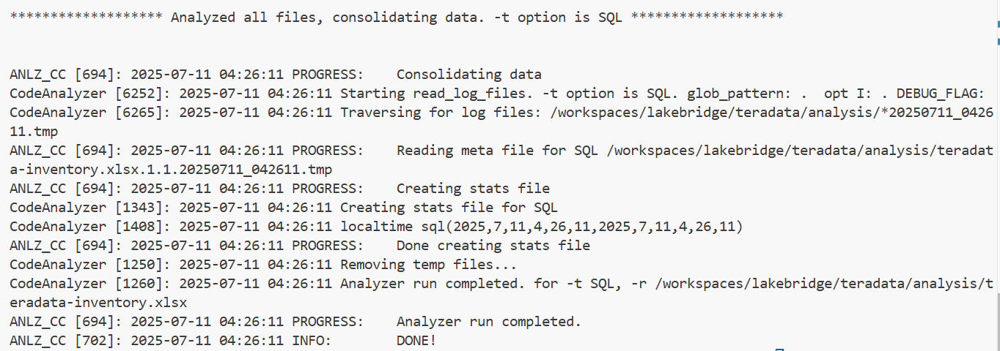 ******************* Analyzed all files, consolidating data. -t option is SQL *******************
ANLZ_CC [694]: 2025-07-11 04:26:11 PROGRESS:    Consolidating data
CodeAnalyzer [6252]: 2025-07-11 04:26:11 Starting read_log_files. -t option is SQL. glob_pattern: .  opt I: . DEBUG_FLAG:
CodeAnalyzer [6265]: 2025-07-11 04:26:11 Traversing for log files: /workspaces/lakebridge/teradata/analysis/*20250711_0426
11.tmp
ANLZ_CC [694]: 2025-07-11 04:26:11 PROGRESS:    Reading meta file for SQL /workspaces/lakebridge/teradata/analysis/teradat
a-inventory.xlsx.1.1.20250711_042611.tmp
ANLZ_CC [694]: 2025-07-11 04:26:11 PROGRESS:    Creating stats file
CodeAnalyzer [1343]: 2025-07-11 04:26:11 Creating stats file for SQL
CodeAnalyzer [1408]: 2025-07-11 04:26:11 localtime sql(2025,7,11,4,26,11,2025,7,11,4,26,11)
ANLZ_CC [694]: 2025-07-11 04:26:11 PROGRESS:    Done creating stats file
CodeAnalyzer [1250]: 2025-07-11 04:26:11 Removing temp files...
CodeAnalyzer [1260]: 2025-07-11 04:26:11 Analyzer run completed. for -t SQL, -r /workspaces/lakebridge/teradata/analysis/t
eradata-inventory.xlsx
ANLZ_CC [694]: 2025-07-11 04:26:11 PROGRESS:    Analyzer run completed.
ANLZ_CC [702]: 2025-07-11 04:26:11 INFO:        DONE!